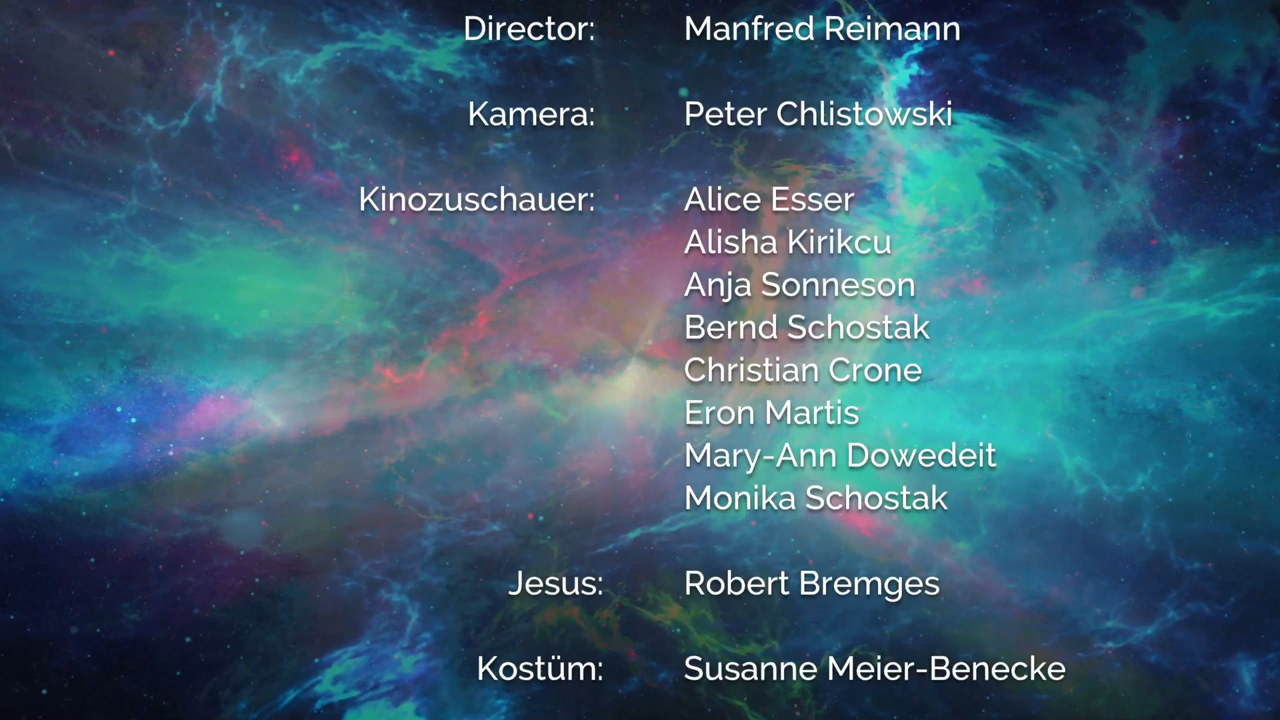 Director: Manfred Reimann
Kamera: Peter Chlistowski
Kinozuschauer: Alice Esser
Alisha Kirikcu
Anja Sonneson
Bernd Schostak
Christian Crone
Eron Martis
Mary-Ann Dowedeit
Monika Schostak
Jesus: Robert Bremges
Kostüm: Susanne Meier-Benecke